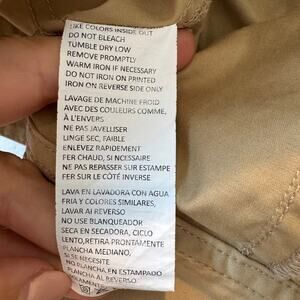 LIKE COLORS INSIDE OUT
DO NOT BLEACH
TUMBLE DRY LOW
REMOVE PROMPTLY
WARM IRON IF NECESSARY
DO NOT IRON ON PRINTED
IRON ON REVERSE SIDE ONLY
LAVAGE DE MACHINE FROID
AVEC DES COULEURS COMME,
À L'ENVERS
NE PAS JAVELLISER
LINGE SEC, FAIBLE
ENLEVEZ RAPIDEMENT
FER CHAUD, SI NCESSAIRE
NE PAS REPASSER SUR ESTAMPE
FER SUR LE CÔTÉ INVERSE
LAVA EN LAVADORA CON AGUA
FRIA Y COLORES SIMILARES,
LAVAR AI REVERSO
NO USE BLANQUEADOR
SECA EN SECADORA, CICLO
LENTO,RETIRA PRONTAMENTE
PLANCHA MEDIANO,
SI SE NECESITE
NO PLANCHA, EN ESTAMPADO
PLANCHA AL REVERSO